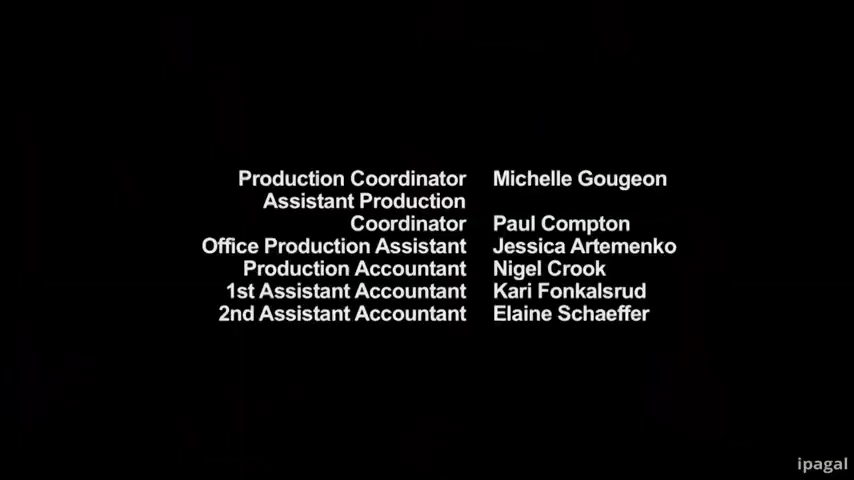 Production Coordinator Michelle Gougeon
Assistant Production
Coordinator Paul Compton
Office Production Assistant Jessica Artemenko
Production Accountant Nigel Crook
1st Assistant Accountant Kari Fonkalsrud
2nd Assistant Accountant Elaine Schaeffer
ipagal